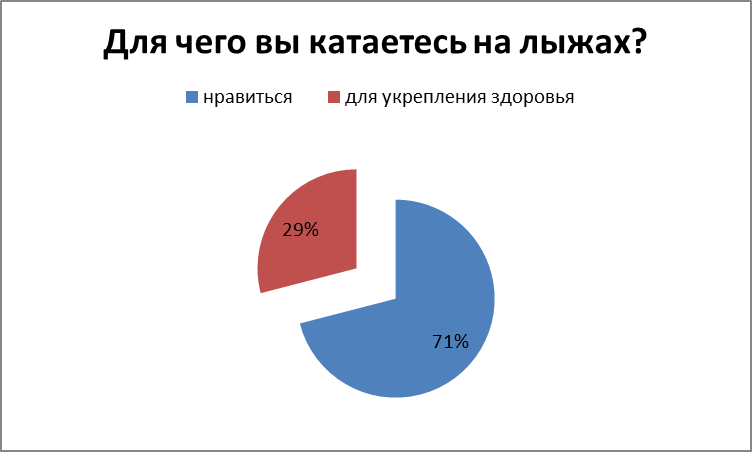 Для чего вы катаетесь на лыжах?
нравиться для укрепления здоровья
29%
71%